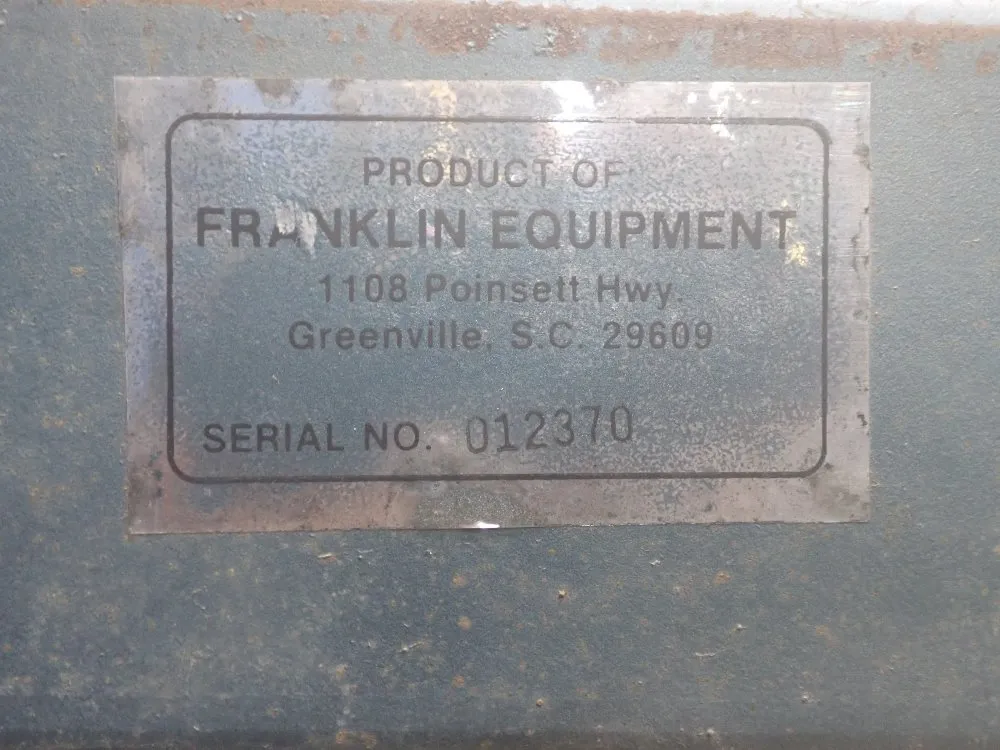 PRODUCT OF
FRANKLIN EQUIPMENT
1108 Poinsett Hwy.
Greenville, S.C. 29609
SERIAL NO. 012370